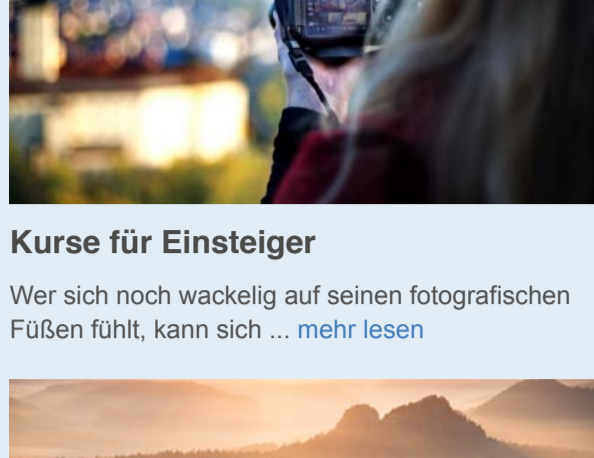 Kurse für Einsteiger
Wer sich noch wackelig auf seinen fotografischen
Füßen fühlt, kann sich ... mehr lesen